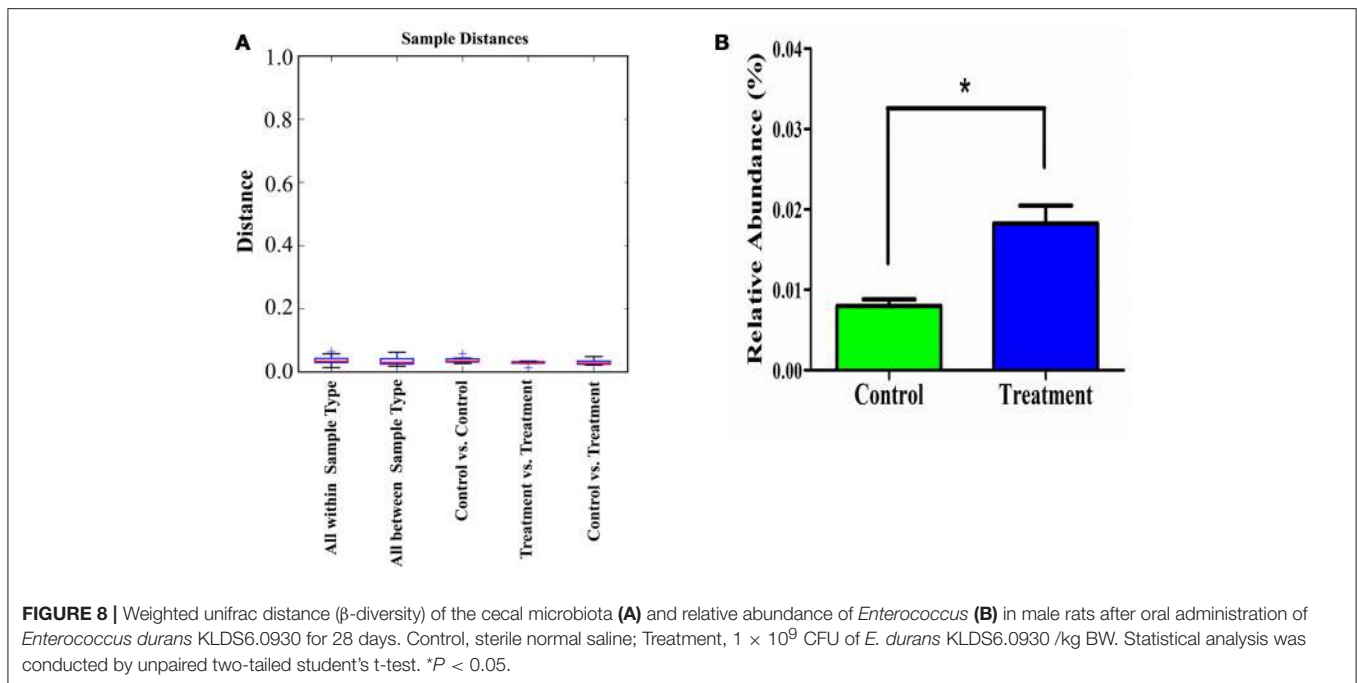 A
Sample Distances
1.0
0.8
0.6
0.4
0.2
0.0
Distance
All within Sample Type
All between Sample Type
Control vs. Control
Treatment vs. Treatment
Control vs. Treatment
B
0.04
0.03
0.02
0.01
0.00
Relative Abundance (%)
*
Control
Treatment
FIGURE 8 | Weighted unifrac distance (β-diversity) of the cecal microbiota (A) and relative abundance of Enterococcus (B) in male rats after oral administration of
Enterococcus durans KLDS6.0930 for 28 days. Control, sterile normal saline; Treatment, 1 × 10⁹ CFU of E. durans KLDS6.0930 /kg BW. Statistical analysis was
conducted by unpaired two-tailed student's t-test. *P < 0.05.